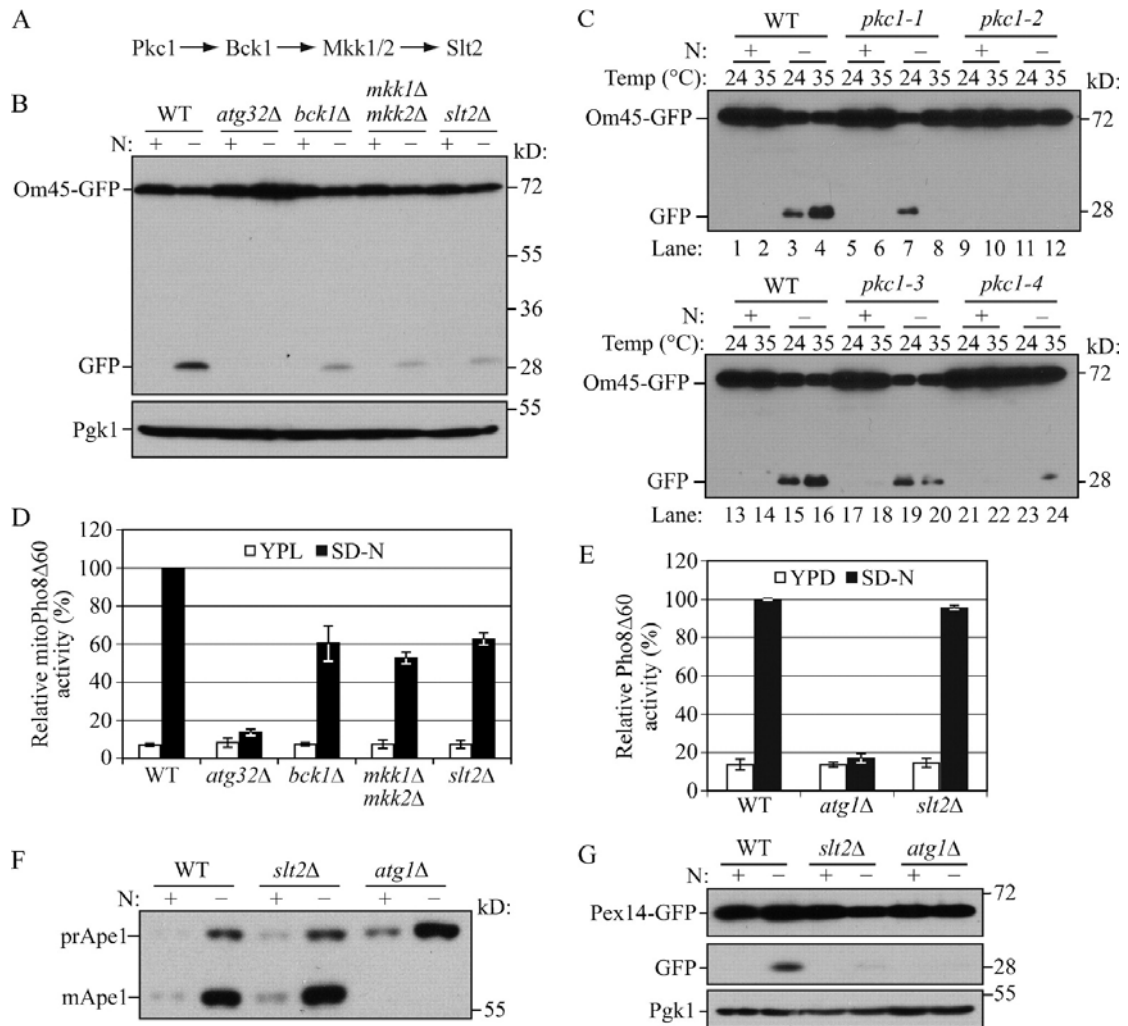 A
Pkc1 → Bck1 → Mkk1/2 → Slt2
B
WT atg32Δ bck1Δ mkk1Δ mkk2Δ slt2Δ
N: + − + − + − + − + − kD:
Om45-GFP 72
55
36
GFP 28
55
Pgk1
C
WT pkc1-1 pkc1-2
N: + − + − + −
Temp (°C): 24 35 24 35 24 35 24 35 24 35 24 35 kD:
Om45-GFP 72
GFP 28
Lane: 1 2 3 4 5 6 7 8 9 10 11 12
WT pkc1-3 pkc1-4
N: + − + − + −
Temp (°C): 24 35 24 35 24 35 24 35 24 35 24 35 kD:
Om45-GFP 72
GFP 28
Lane: 13 14 15 16 17 18 19 20 21 22 23 24
D
Relative mitoPho8Δ60
activity (%)
120
100
80
60
40
20
0
YPL SD-N
WT atg32Δ bck1Δ mkk1Δ slt2Δ
mkk2Δ
E
Relative Pho8Δ60
activity (%)
120
100
80
60
40
20
0
YPD SD-N
WT atg1Δ slt2Δ
F
WT slt2Δ atg1Δ
N: + − + − + − kD:
prApe1
mApe1 55
G
WT slt2Δ atg1Δ
N: + − + − + − 72
Pex14-GFP
GFP 28
55
Pgk1